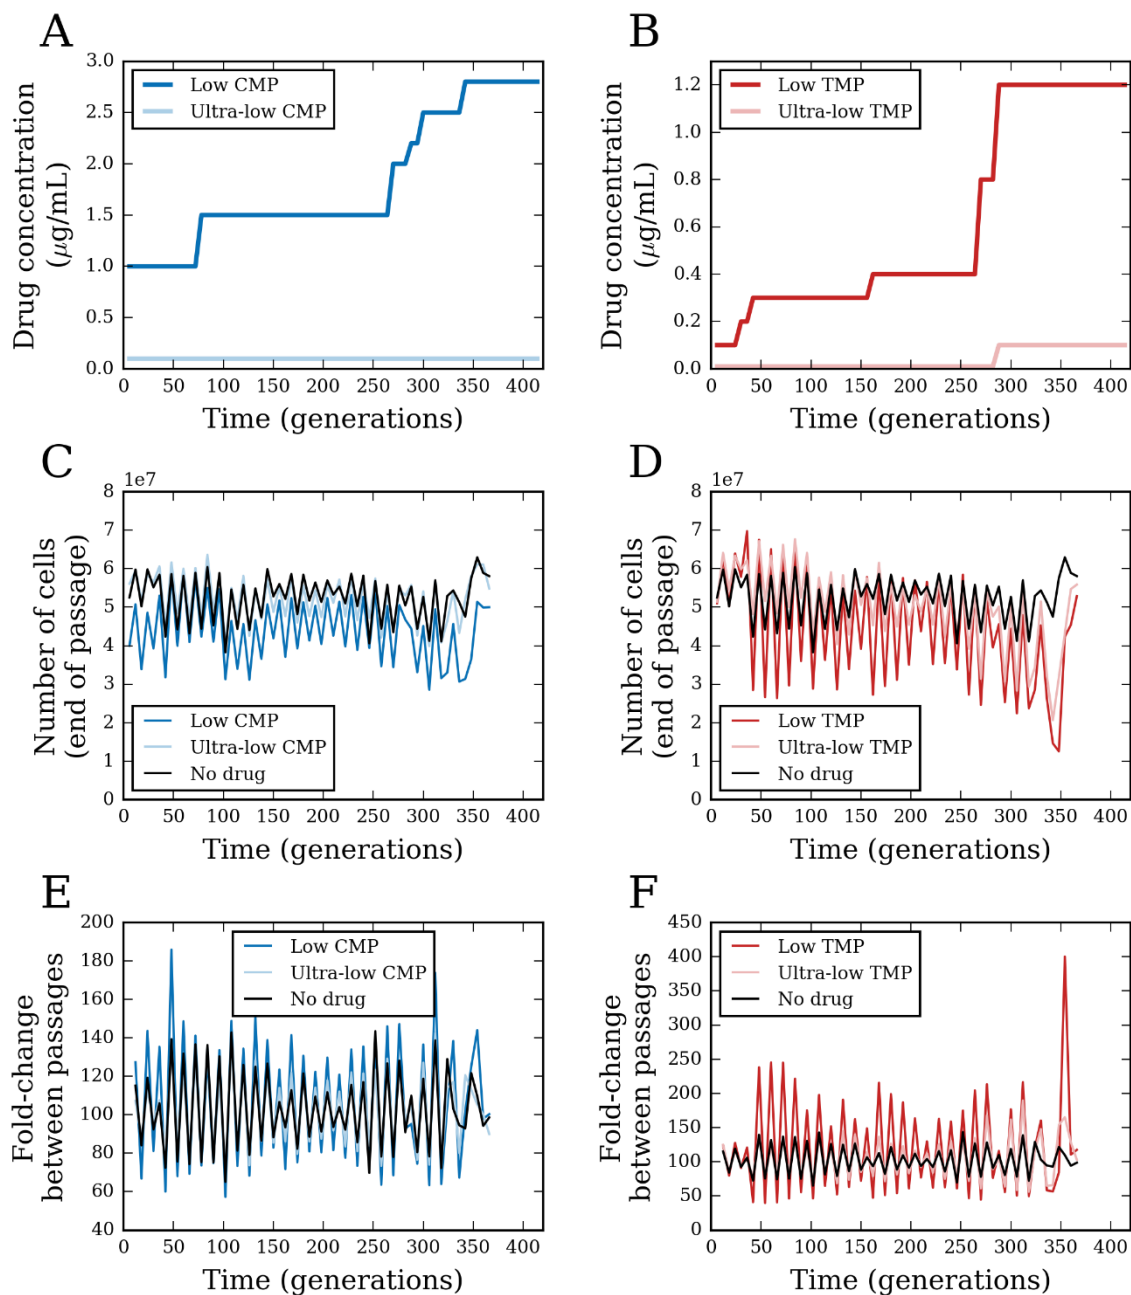 A
Drug concentration
(μg/mL)
3.0
2.5
2.0
1.5
1.0
0.5
0.0
Low CMP
Ultra-low CMP
0 50 100 150 200 250 300 350 400
Time (generations)
B
Drug concentration
(μg/mL)
1.2
1.0
0.8
0.6
0.4
0.2
0.0
Low TMP
Ultra-low TMP
0 50 100 150 200 250 300 350 400
Time (generations)
C
1e7
Number of cells
(end of passage)
8
7
6
5
4
3
2
1
0
Low CMP
Ultra-low CMP
No drug
0 50 100 150 200 250 300 350 400
Time (generations)
D
1e7
Number of cells
(end of passage)
8
7
6
5
4
3
2
1
0
Low TMP
Ultra-low TMP
No drug
0 50 100 150 200 250 300 350 400
Time (generations)
E
Fold-change
between passages
200
180
160
140
120
100
80
60
40
Low CMP
Ultra-low CMP
No drug
0 50 100 150 200 250 300 350 400
Time (generations)
F
Fold-change
between passages
450
400
350
300
250
200
150
100
50
0
Low TMP
Ultra-low TMP
No drug
0 50 100 150 200 250 300 350 400
Time (generations)